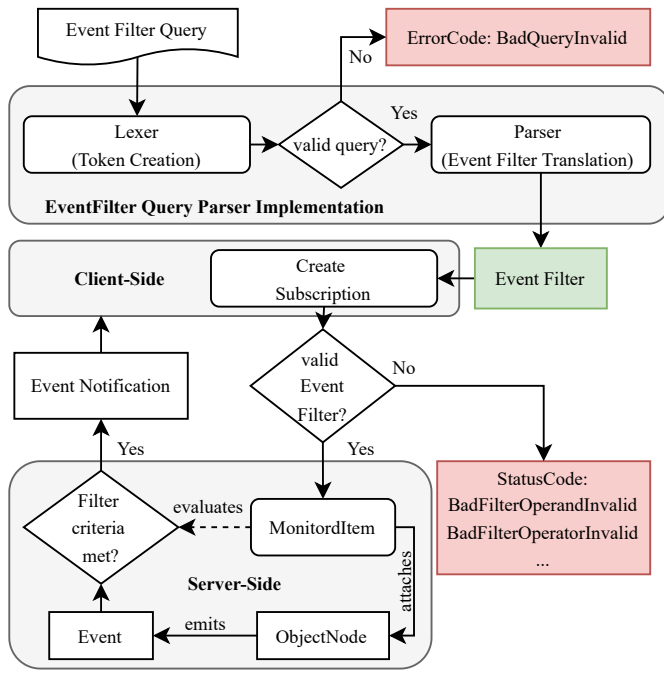 Event Filter Query
ErrorCode: BadQueryInvalid
No
Lexer
(Token Creation)
valid query?
Yes
Parser
(Event Filter Translation)
EventFilter Query Parser Implementation
Client-Side
Create
Subscription
Event Filter
Event Notification
valid
Event
Filter?
No
Yes
Yes
StatusCode:
BadFilterOperandInvalid
BadFilterOperatorInvalid
...
Filter
criteria
met?
evaluates
MonitordItem
attaches
Server-Side
Event
emits
ObjectNode